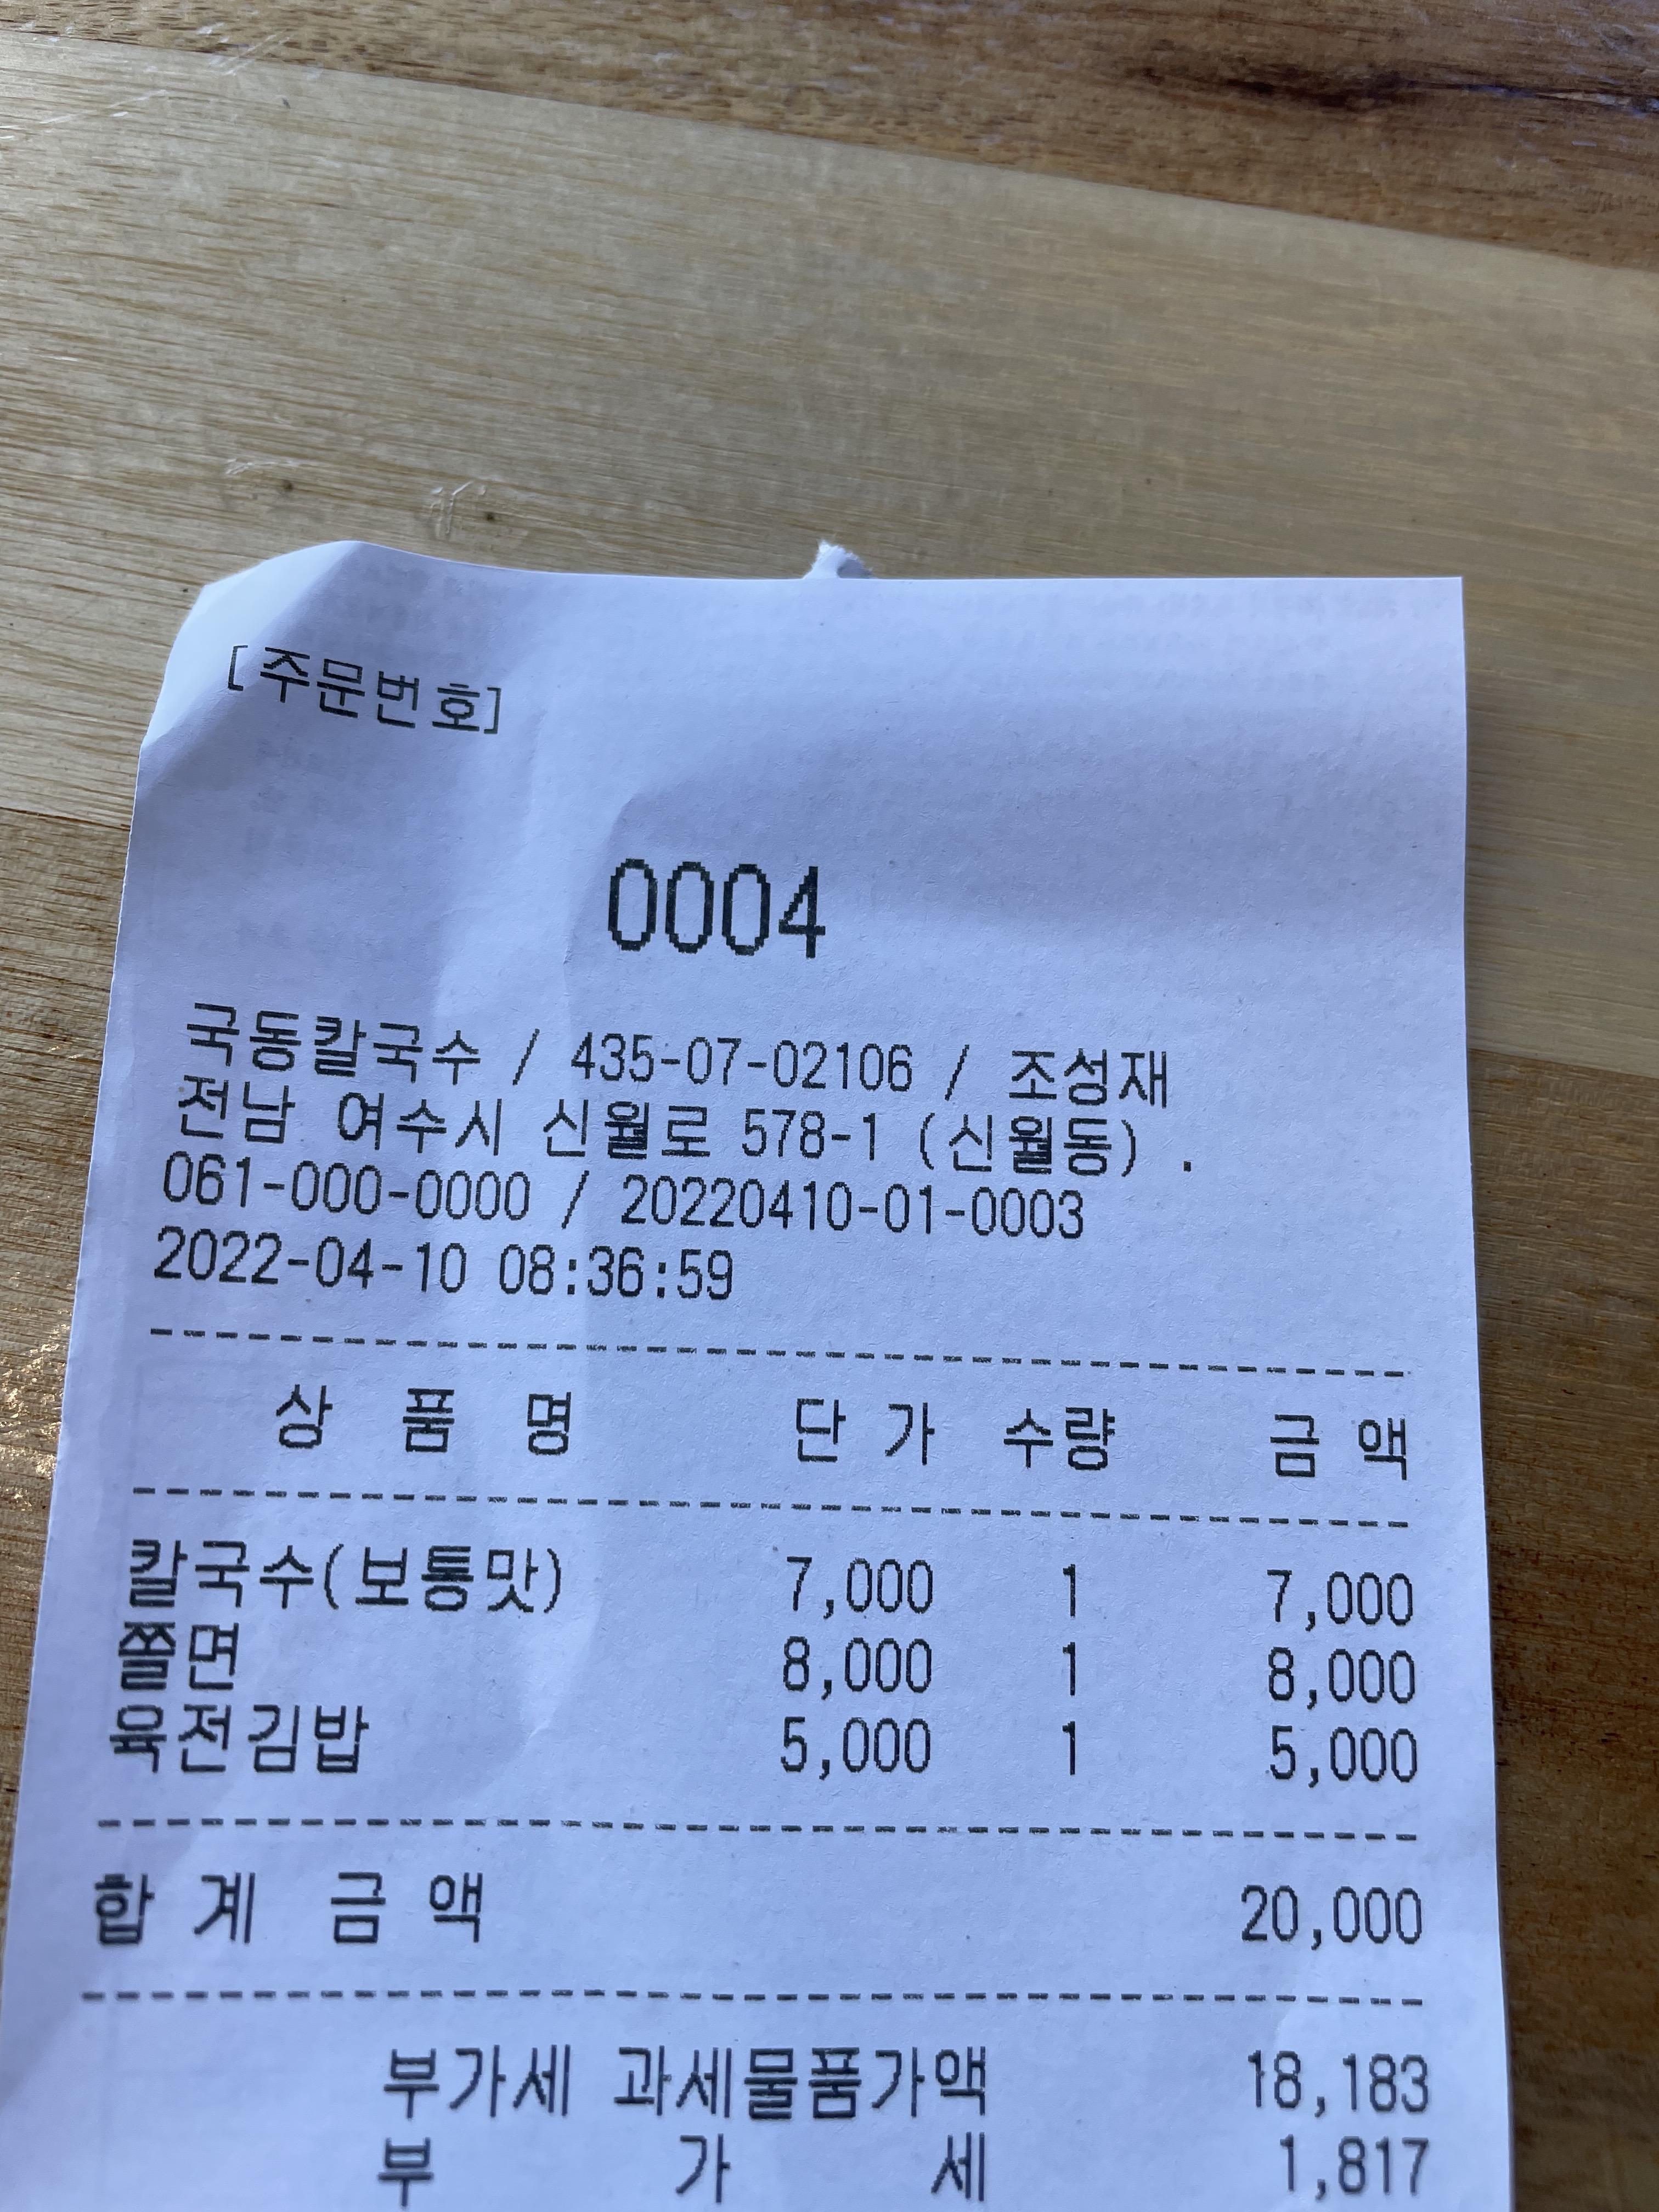 [주문번호]
0004
국동칼국수 / 435-07-02106 / 조성재
전남 여수시 신월로 578-1 (신월동) .
061-000-0000 / 20220410-01-0003
2022-04-10 08:36:59
상 품 명 단 가 수량 금 액
칼국수(보통맛) 7,000 1 7,000
쫄면 8,000 1 8,000
육전김밥 5,000 1 5,000
합 계 금 액 20,000
부가세 과세물품가액 18,183
부 가 세 1,817